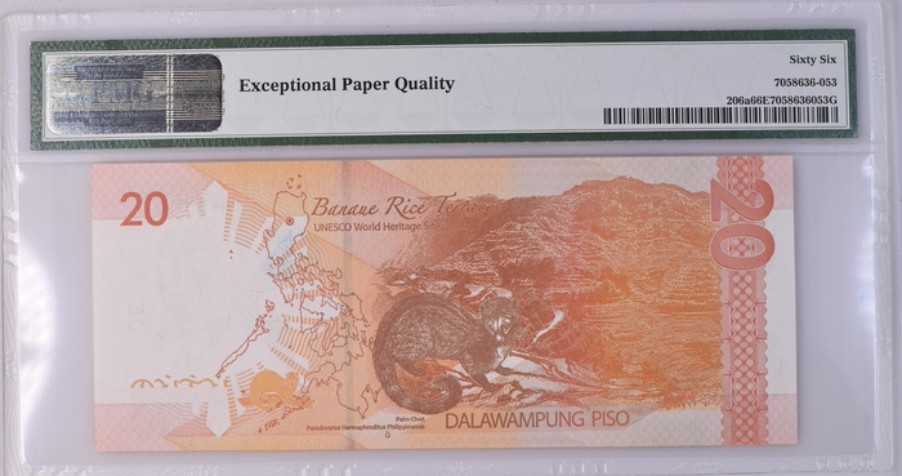 Exceptional Paper Quality
Sixty Six
7058636-053
206a66E7058636053G
20
Banaue Rice
UNESCO World Heritage Site
20
Palm Civet,
Paradoxurus hermaphroditus Philippinensis
DALAWAMPUNG PISO